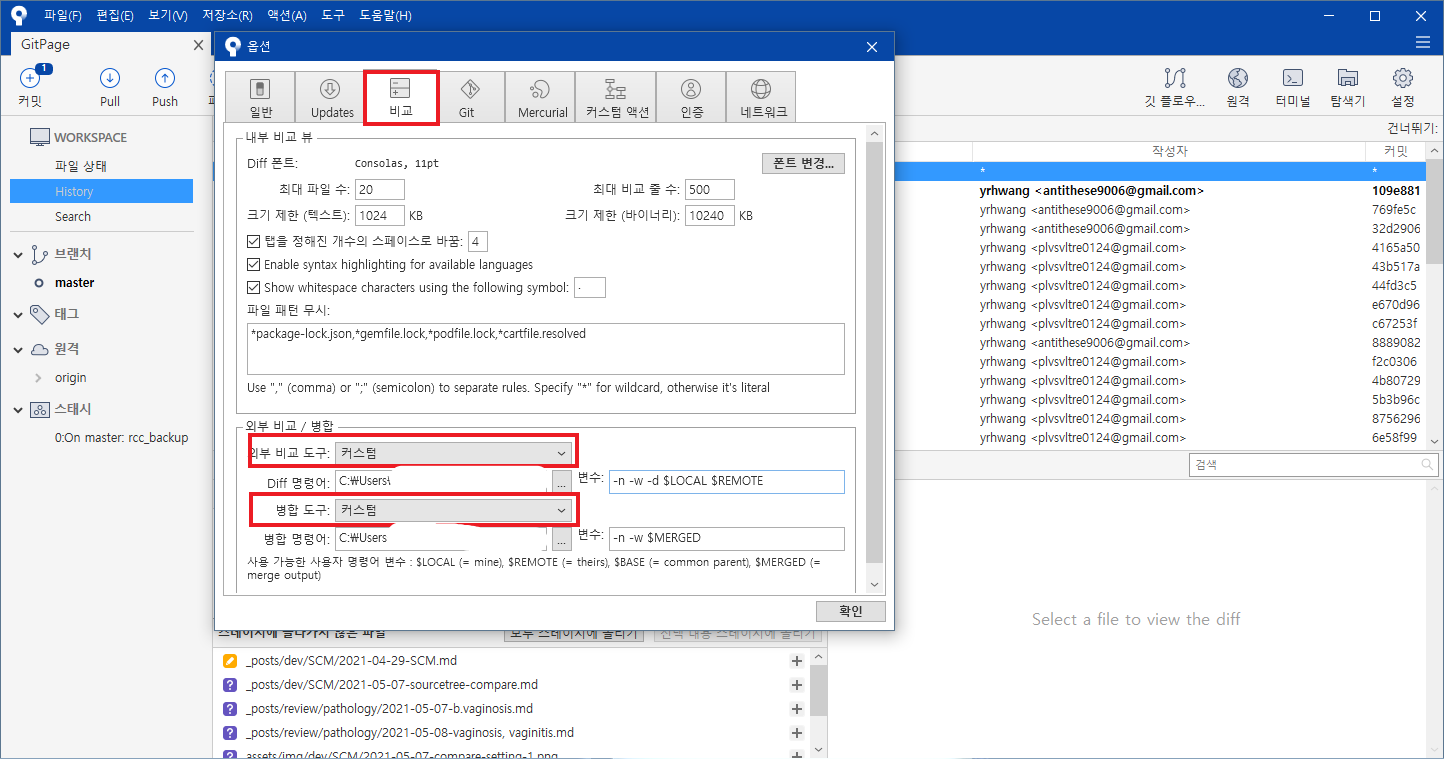 파일(F) 편집(E) 보기(V) 저장소(R) 액션(A) 도구 도움말(H)
GitPage
1
커밋 Pull Push
깃 플로우... 원격 터미널 탐색기 설정
건너뛰기:
WORKSPACE
파일 상태
History
Search
브랜치
master
태그
원격
origin
스태시
0:On master: rcc_backup
옵션
일반 Updates 비교 Git Mercurial 커스텀 액션 인증 네트워크
내부 비교 뷰
Diff 폰트: Consolas, 11pt 폰트 변경...
최대 파일 수: 20 최대 비교 줄 수: 500
크기 제한 (텍스트): 1024 KB 크기 제한 (바이너리): 10240 KB
탭을 정해진 개수의 스페이스로 바꿈: 4
Enable syntax highlighting for available languages
Show whitespace characters using the following symbol: ·
파일 패턴 무시:
*package-lock.json,*gemfile.lock,*podfile.lock,*cartfile.resolved
Use "," (comma) or ";" (semicolon) to separate rules. Specify "*" for wildcard, otherwise it's literal
외부 비교 / 병합
외부 비교 도구: 커스텀
Diff 명령어: C:₩Users\ ... 변수: -n -w -d $LOCAL $REMOTE
병합 도구: 커스텀
병합 명령어: C:₩Users ... 변수: -n -w $MERGED
사용 가능한 사용자 명령어 변수 : $LOCAL (= mine), $REMOTE (= theirs), $BASE (= common parent), $MERGED (=
merge output)
확인
작성자 커밋
* *
yrhwang <antithese9006@gmail.com> 109e881
yrhwang <antithese9006@gmail.com> 769fe5c
yrhwang <antithese9006@gmail.com> 32d2906
yrhwang <plvsvltre0124@gmail.com> 4165a50
yrhwang <plvsvltre0124@gmail.com> 43b517a
yrhwang <plvsvltre0124@gmail.com> 44fd3c5
yrhwang <plvsvltre0124@gmail.com> e670d96
yrhwang <plvsvltre0124@gmail.com> c67253f
yrhwang <antithese9006@gmail.com> 8889082
yrhwang <plvsvltre0124@gmail.com> f2c0306
yrhwang <plvsvltre0124@gmail.com> 4b80729
yrhwang <plvsvltre0124@gmail.com> 5b3b96c
yrhwang <plvsvltre0124@gmail.com> 8756296
yrhwang <plvsvltre0124@gmail.com> 6e58f99
검색
Select a file to view the diff
스테이지에 올라가지 않은 파일 모두 스테이지에 올리기 선택 내용 스테이지에 올리기
_posts/dev/SCM/2021-04-29-SCM.md
_posts/dev/SCM/2021-05-07-sourcetree-compare.md
_posts/review/pathology/2021-05-07-b.vaginosis.md
_posts/review/pathology/2021-05-08-vaginosis, vaginitis.md
assets/img/dev/SCM/2021-05-07-compare-setting-1.png